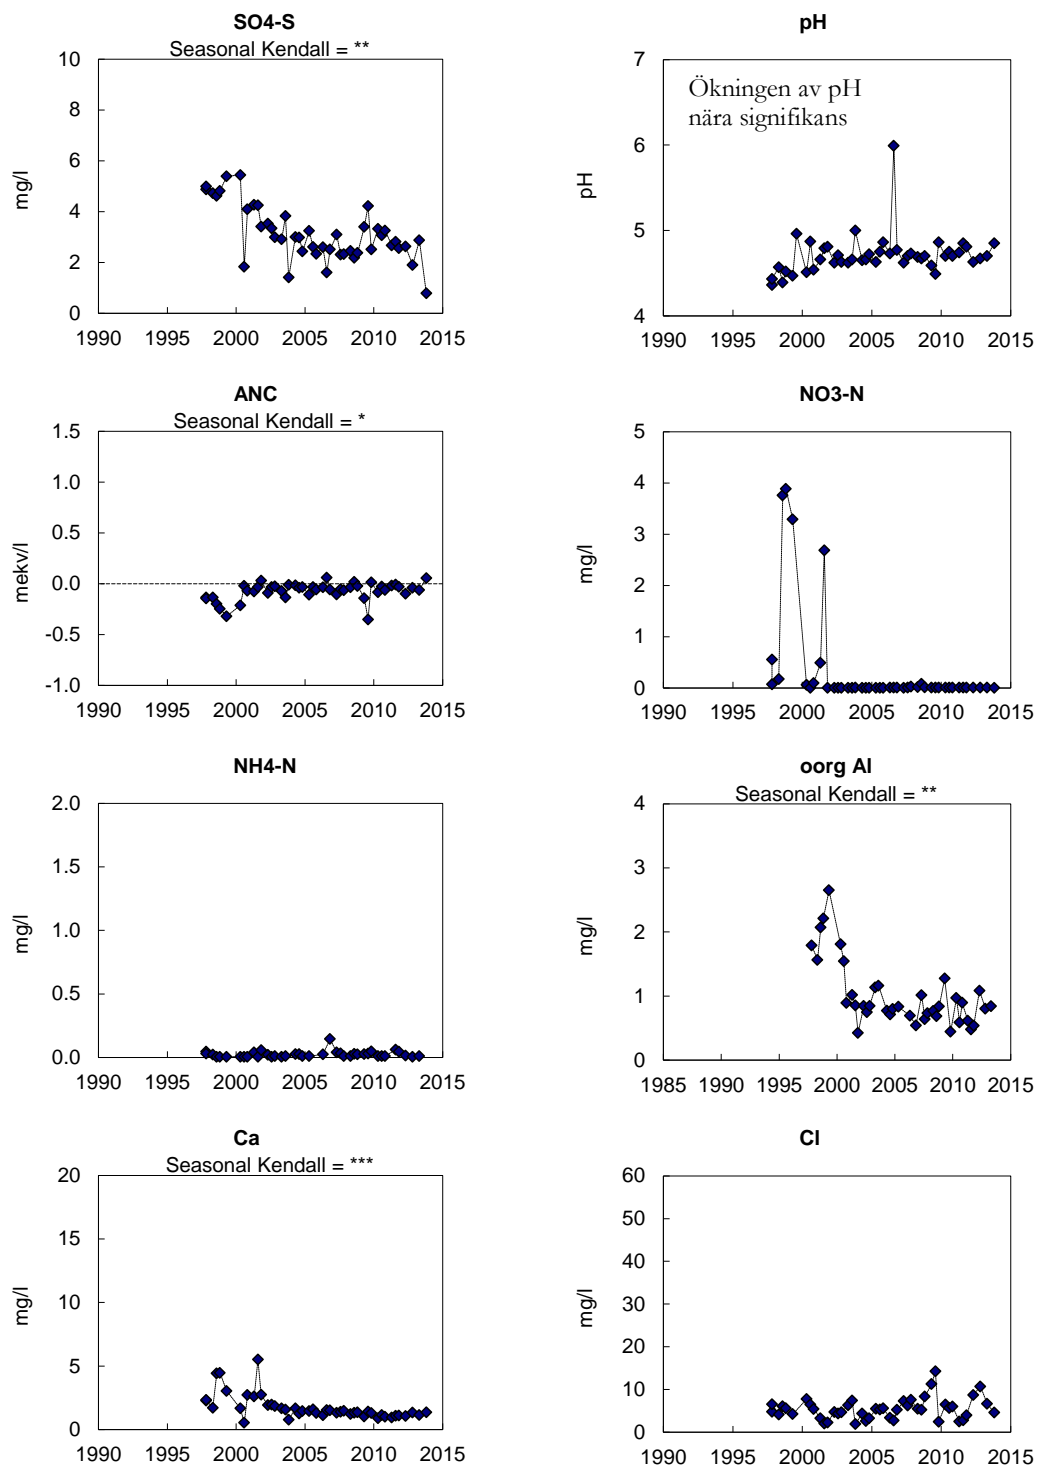 SO4-S
Seasonal Kendall = **
10
8
6
4
2
0
mg/l
1990 1995 2000 2005 2010 2015
pH
7
6
5
4
pH
Ökningen av pH
nära signifikans
1990 1995 2000 2005 2010 2015
ANC
Seasonal Kendall = *
1.5
1.0
0.5
0.0
-0.5
-1.0
mekv/l
1990 1995 2000 2005 2010 2015
NO3-N
5
4
3
2
1
0
mg/l
1990 1995 2000 2005 2010 2015
NH4-N
2.0
1.5
1.0
0.5
0.0
mg/l
1990 1995 2000 2005 2010 2015
oorg Al
Seasonal Kendall = **
4
3
2
1
0
mg/l
1985 1990 1995 2000 2005 2010 2015
Ca
Seasonal Kendall = ***
20
15
10
5
0
mg/l
1990 1995 2000 2005 2010 2015
Cl
60
50
40
30
20
10
0
mg/l
1990 1995 2000 2005 2010 2015